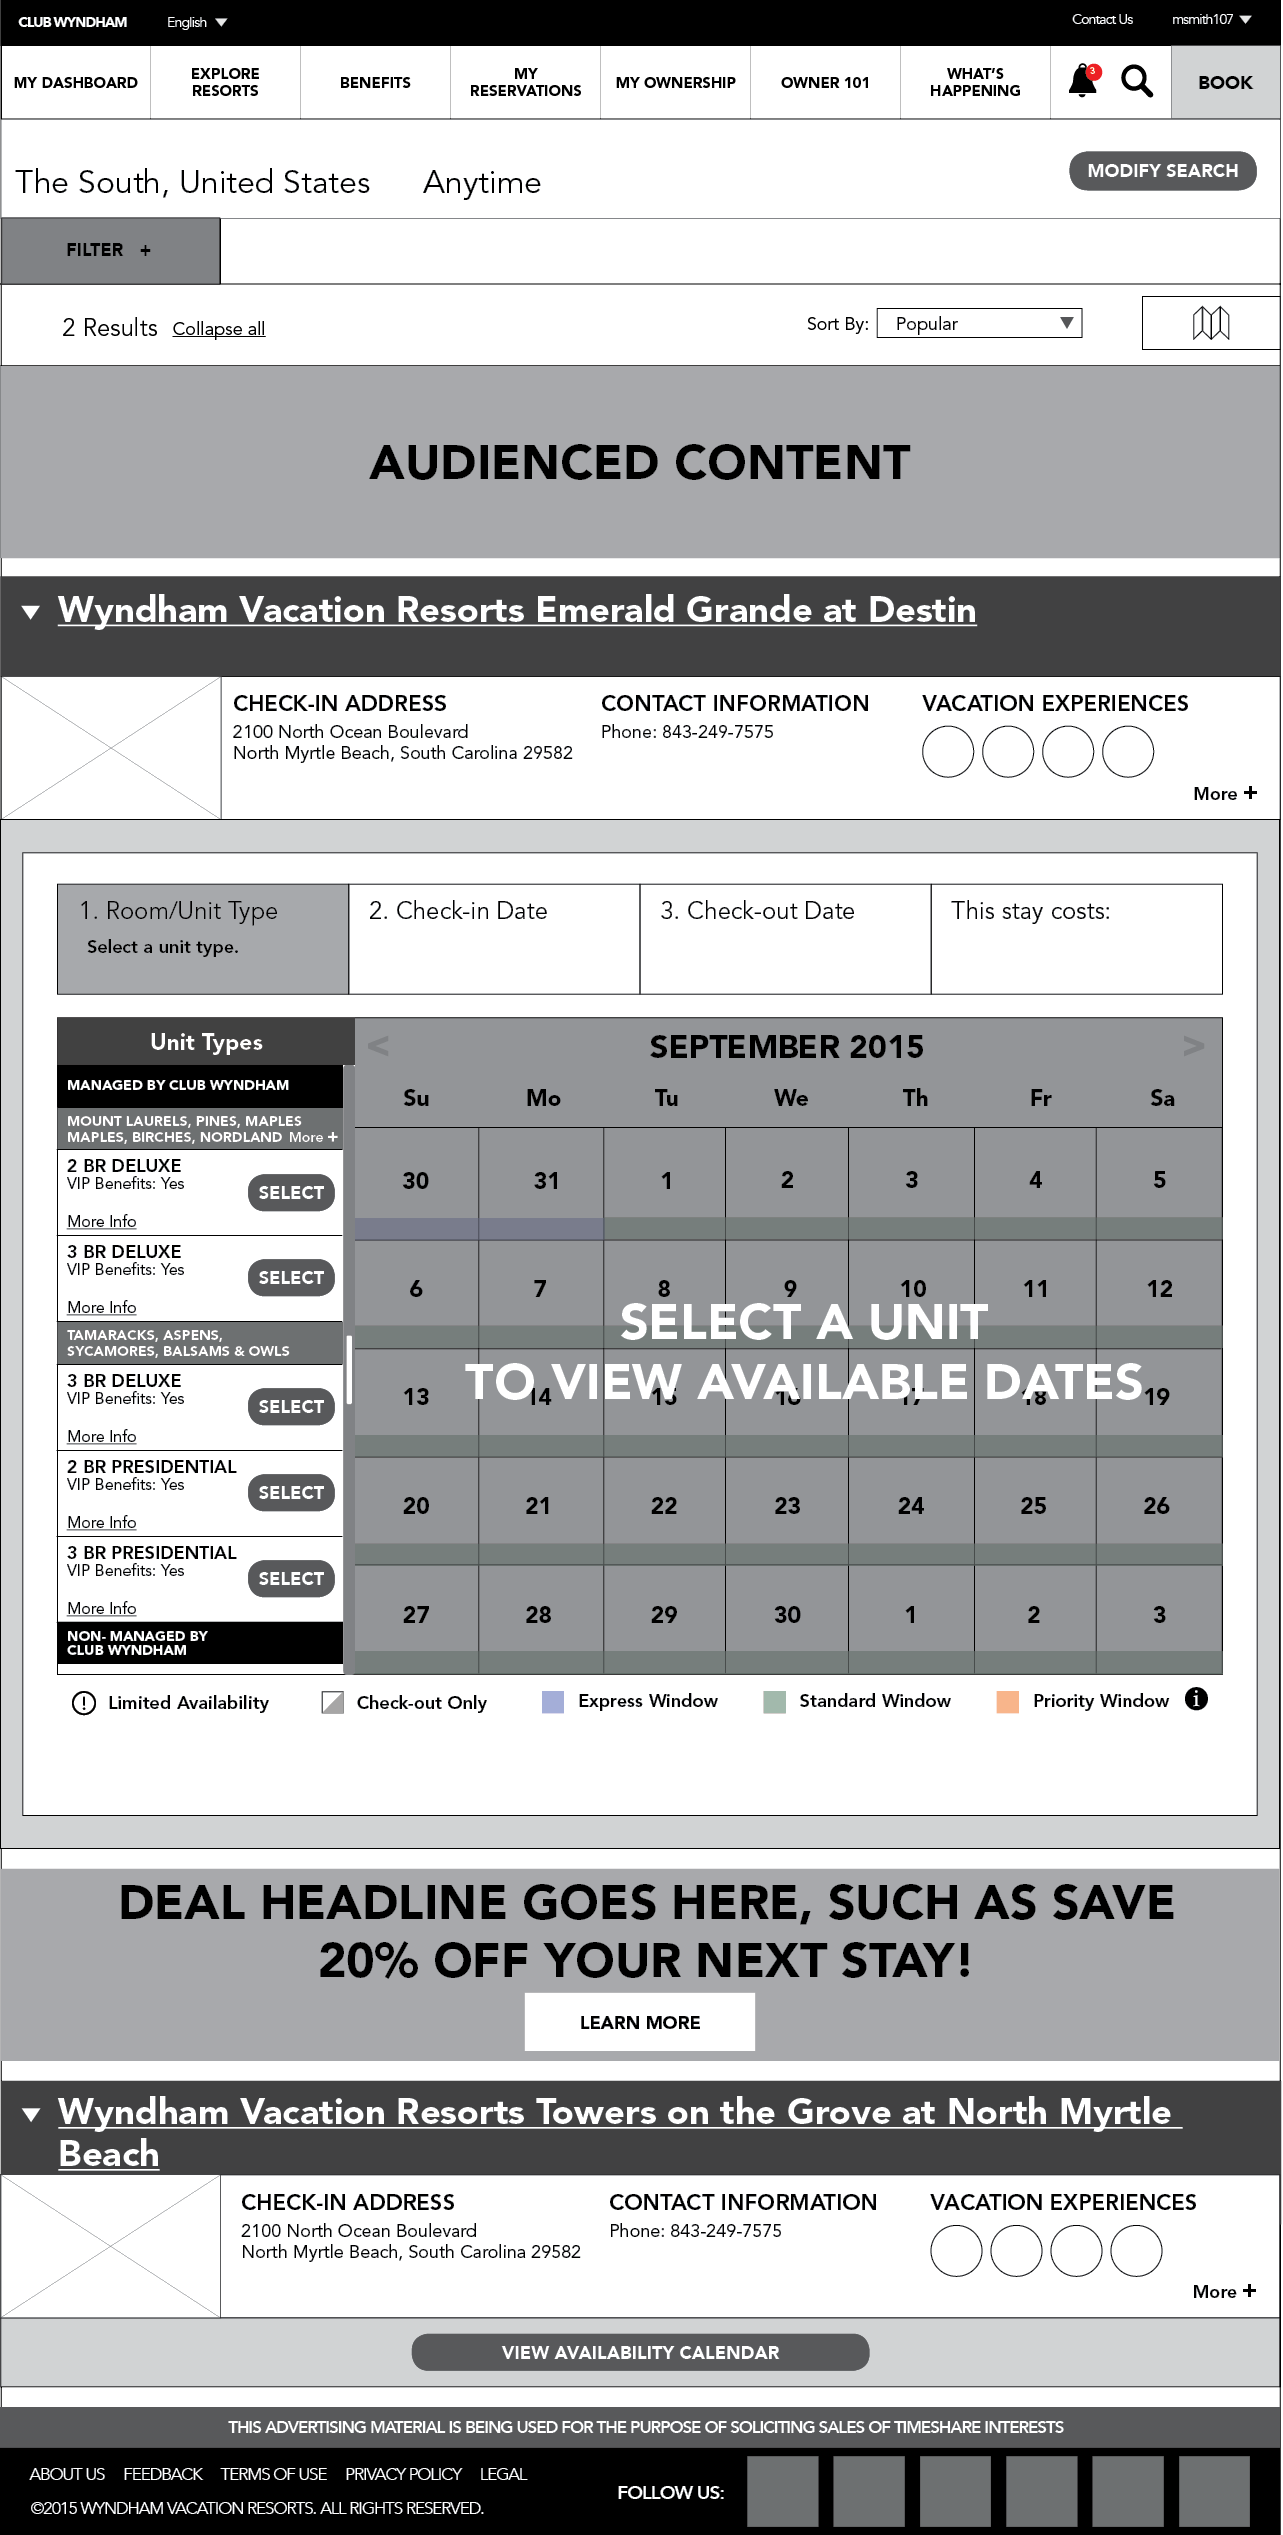 CLUB WYNDHAM English Contact Us msmith107
MY DASHBOARD
EXPLORE
RESORTS
BENEFITS
MY
RESERVATIONS
MY OWNERSHIP
OWNER 101
WHAT'S
HAPPENING
3
BOOK
The South, United States Anytime
MODIFY SEARCH
FILTER +
2 Results Collapse all
Sort By: Popular
AUDIENCED CONTENT
Wyndham Vacation Resorts Emerald Grande at Destin
CHECK-IN ADDRESS
2100 North Ocean Boulevard
North Myrtle Beach, South Carolina 29582
CONTACT INFORMATION
Phone: 843-249-7575
VACATION EXPERIENCES
More +
1. Room/Unit Type
Select a unit type.
2. Check-in Date
3. Check-out Date
This stay costs:
Unit Types
MANAGED BY CLUB WYNDHAM
MOUNT LAURELS, PINES, MAPLES
MAPLES, BIRCHES, NORDLAND More +
2 BR DELUXE
VIP Benefits: Yes
SELECT
More Info
3 BR DELUXE
VIP Benefits: Yes
SELECT
More Info
TAMARACKS, ASPENS,
SYCAMORES, BALSAMS & OWLS
3 BR DELUXE
VIP Benefits: Yes
SELECT
More Info
2 BR PRESIDENTIAL
VIP Benefits: Yes
SELECT
More Info
3 BR PRESIDENTIAL
VIP Benefits: Yes
SELECT
More Info
NON- MANAGED BY
CLUB WYNDHAM
< SEPTEMBER 2015 >
Su Mo Tu We Th Fr Sa
30 31 1 2 3 4 5
6 7 8 9 10 11 12
SELECT A UNIT
TO VIEW AVAILABLE DATES
13 14 15 16 17 18 19
20 21 22 23 24 25 26
27 28 29 30 1 2 3
! Limited Availability Check-out Only Express Window Standard Window Priority Window i
DEAL HEADLINE GOES HERE, SUCH AS SAVE
20% OFF YOUR NEXT STAY!
LEARN MORE
Wyndham Vacation Resorts Towers on the Grove at North Myrtle
Beach
CHECK-IN ADDRESS
2100 North Ocean Boulevard
North Myrtle Beach, South Carolina 29582
CONTACT INFORMATION
Phone: 843-249-7575
VACATION EXPERIENCES
More +
VIEW AVAILABILITY CALENDAR
THIS ADVERTISING MATERIAL IS BEING USED FOR THE PURPOSE OF SOLICITING SALES OF TIMESHARE INTERESTS
ABOUT US FEEDBACK TERMS OF USE PRIVACY POLICY LEGAL
©2015 WYNDHAM VACATION RESORTS. ALL RIGHTS RESERVED.
FOLLOW US: